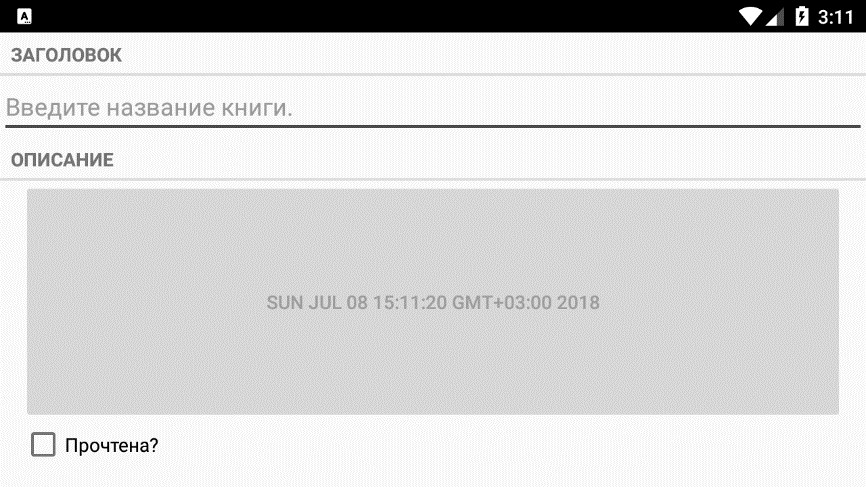 3:11
ЗАГОЛОВОК
Введите название книги.
ОПИСАНИЕ
SUN JUL 08 15:11:20 GMT+03:00 2018
Прочтена?